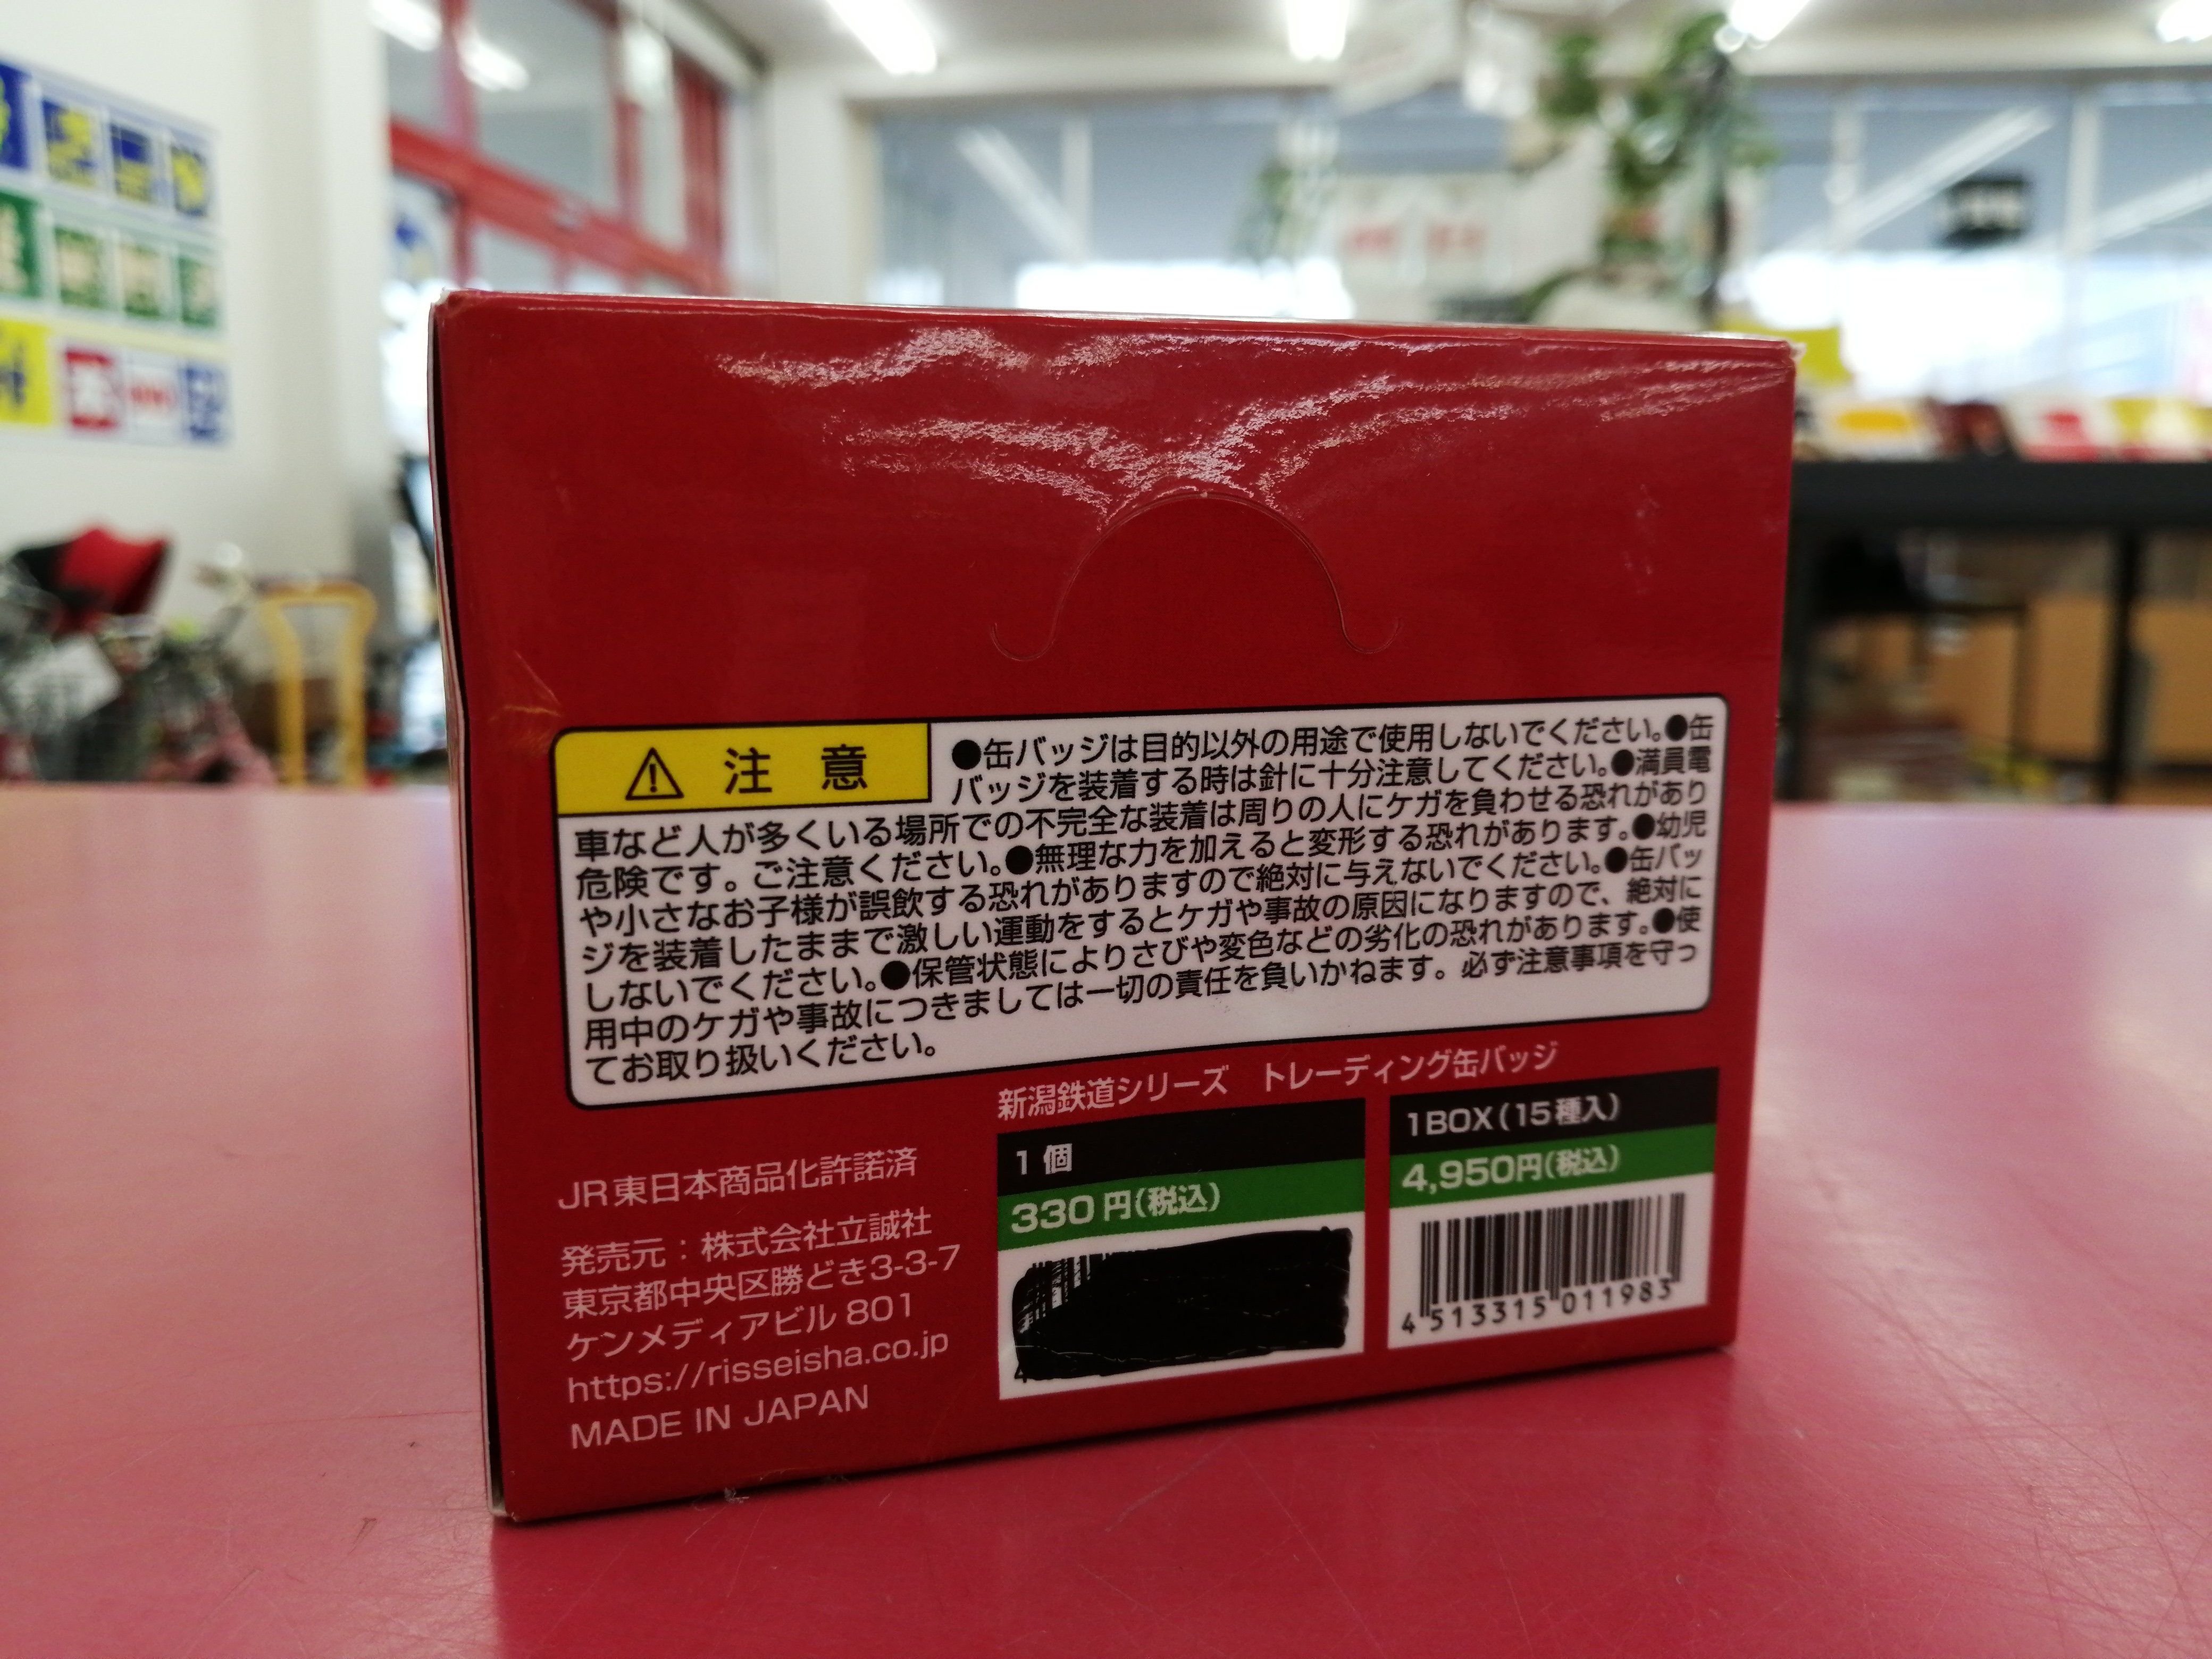 ⚠ 注意
●缶バッジは目的以外の用途で使用しないでください。●缶
バッジを装着する時は針に十分注意してください。●満員電
車など人が多くいる場所での不完全な装着は周りの人にケガを負わせる恐れがあり
危険です。ご注意ください。●無理な力を加えると変形する恐れがあります。●幼児
や小さなお子様が誤飲する恐れがありますので絶対に与えないでください。●缶バッ
ジを装着したままで激しい運動をするとケガや事故の原因になりますので、絶対に
しないでください。●保管状態によりさびや変色などの劣化の恐れがあります。●使
用中のケガや事故につきましては一切の責任を負いかねます。必ず注意事項を守っ
てお取り扱いください。
新潟鉄道シリーズ トレーディング缶バッジ
1個
330円(税込)
4
1BOX(15種入)
4,950円(税込)
4513315011983
JR東日本商品化許諾済
発売元：株式会社立誠社
東京都中央区勝どき3-3-7
ケンメディアビル 801
https://risseisha.co.jp
MADE IN JAPAN